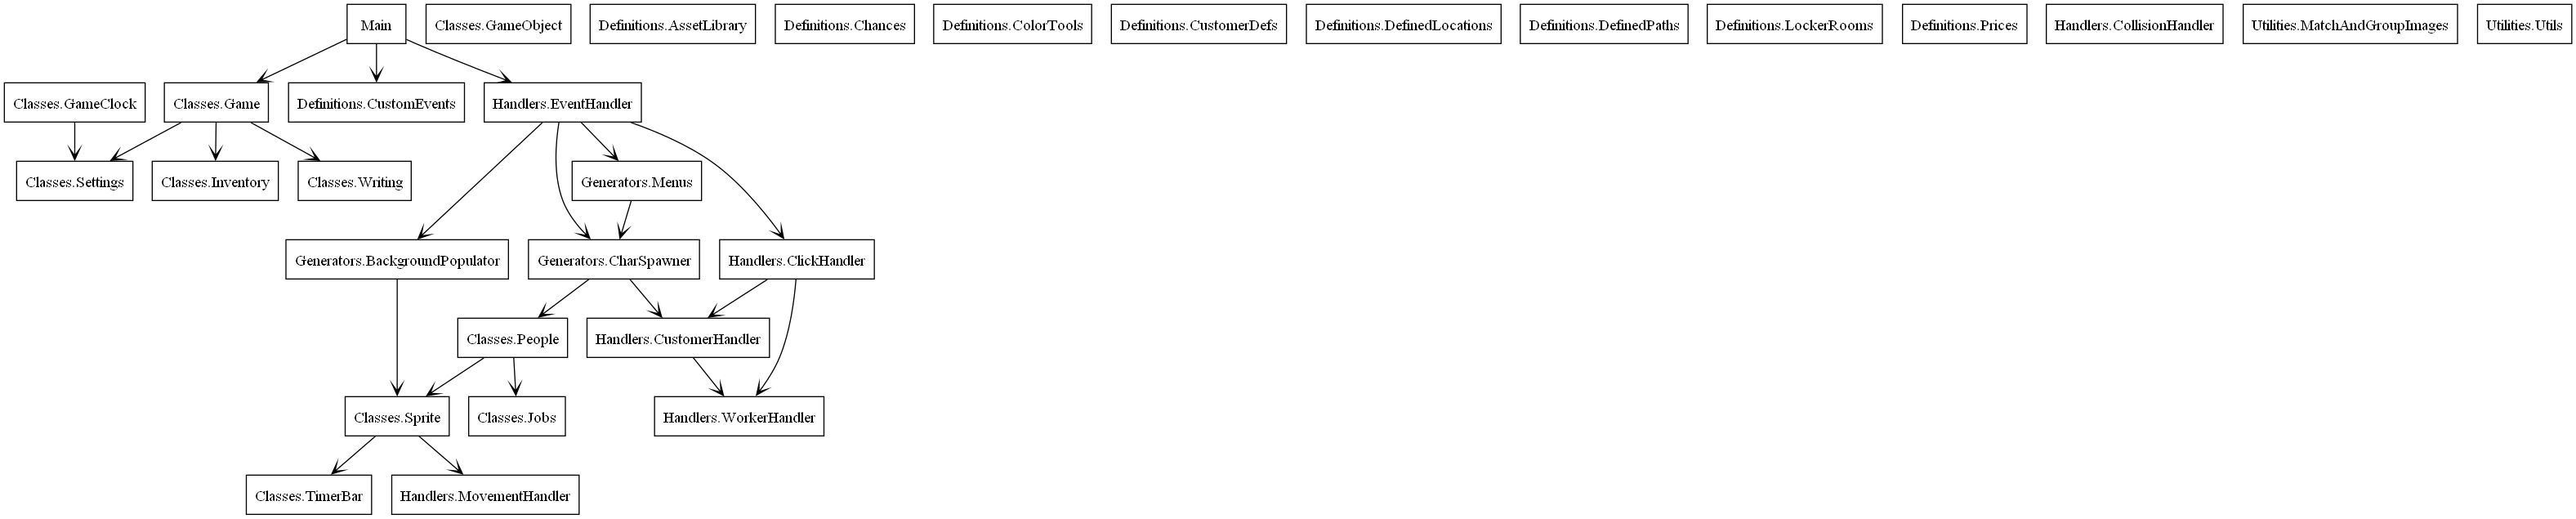 Main
Classes.GameObject
Definitions.AssetLibrary
Definitions.Chances
Definitions.ColorTools
Definitions.CustomerDefs
Definitions.DefinedLocations
Definitions.DefinedPaths
Definitions.LockerRooms
Definitions.Prices
Handlers.CollisionHandler
Utilities.MatchAndGroupImages
Utilities.Utils
Classes.GameClock
Classes.Game
Definitions.CustomEvents
Handlers.EventHandler
Classes.Settings
Classes.Inventory
Classes.Writing
Generators.Menus
Generators.BackgroundPopulator
Generators.CharSpawner
Handlers.ClickHandler
Classes.People
Handlers.CustomerHandler
Classes.Sprite
Classes.Jobs
Handlers.WorkerHandler
Classes.TimerBar
Handlers.MovementHandler